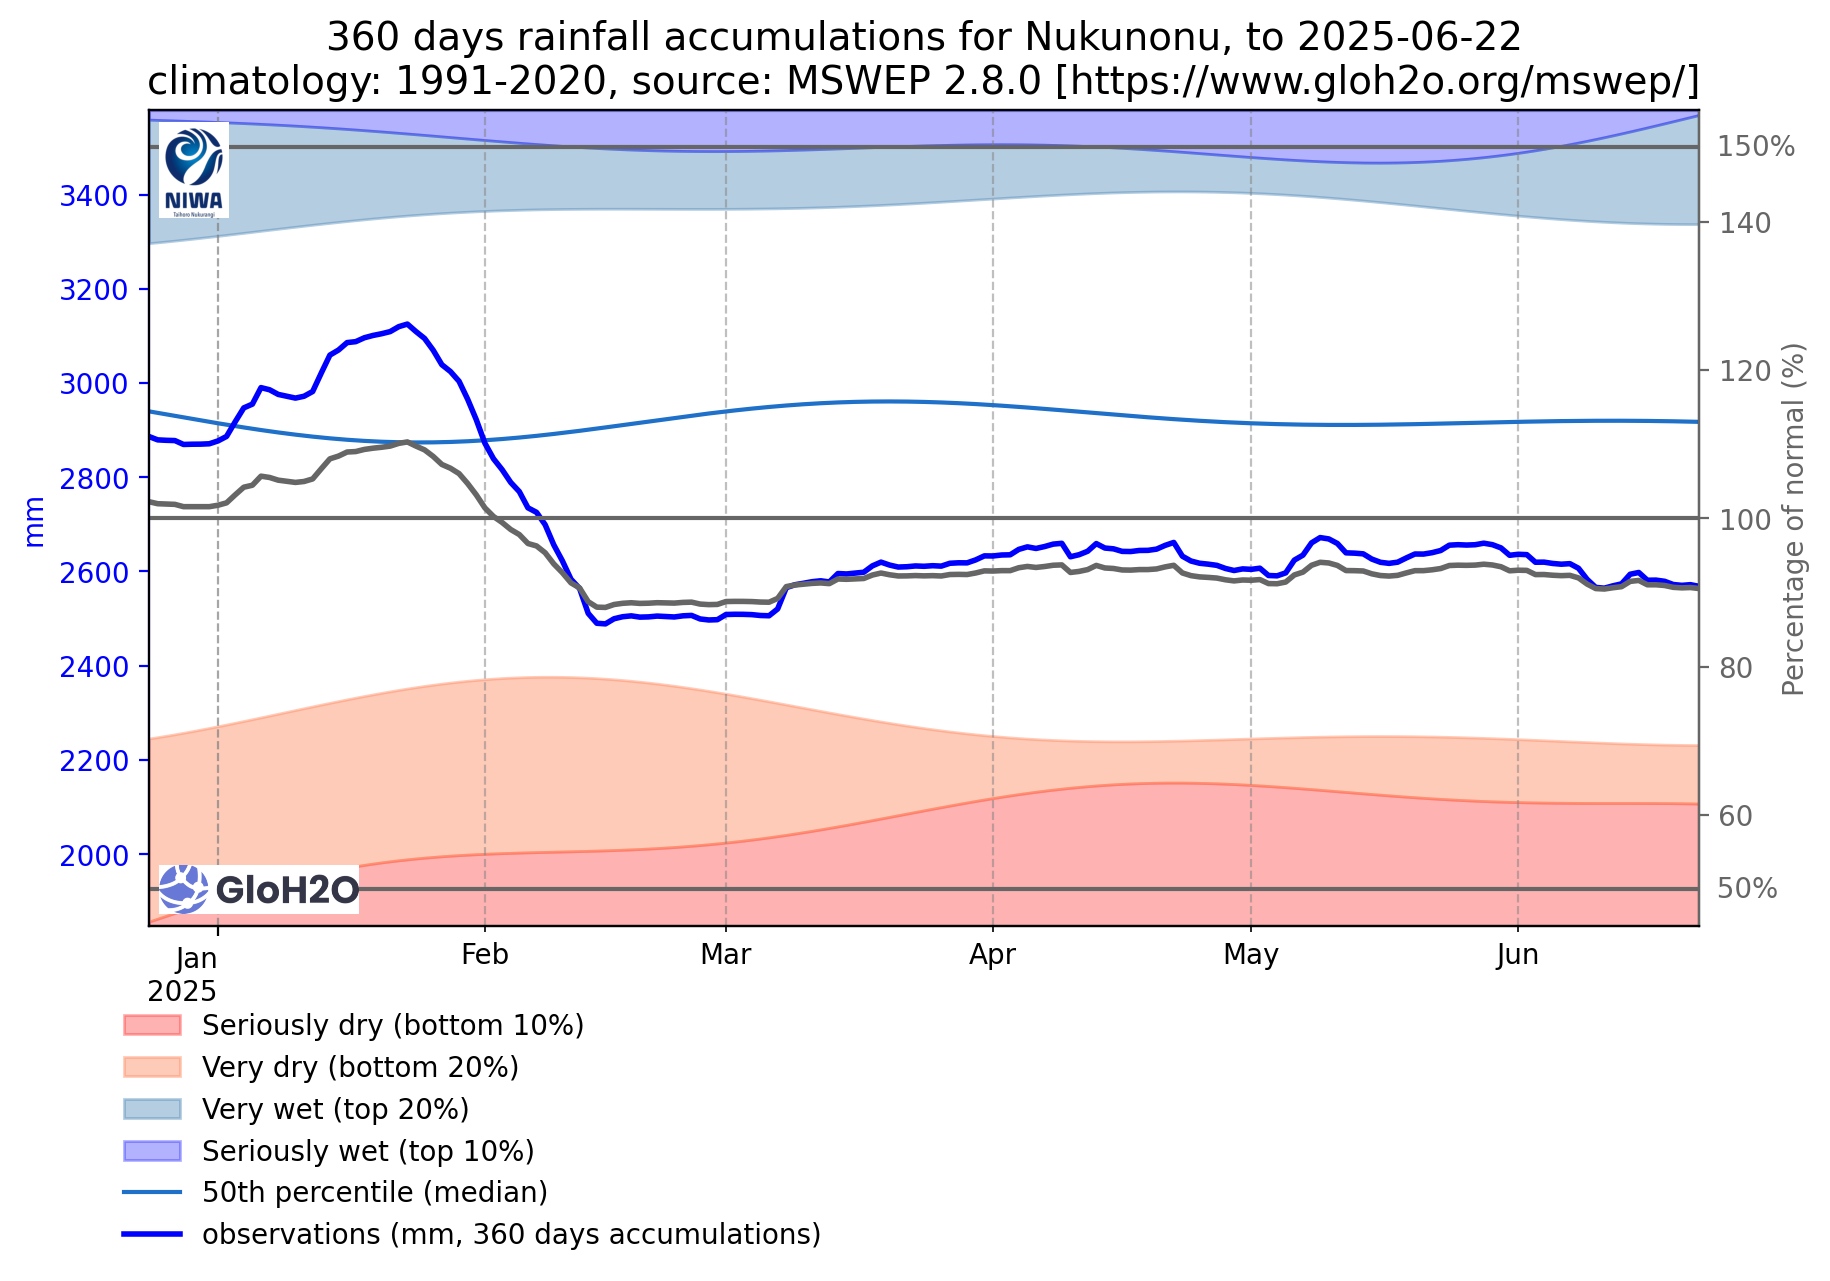 360 days rainfall accumulations for Nukunonu, to 2025-06-22
climatology: 1991-2020, source: MSWEP 2.8.0 [https://www.gloh2o.org/mswep/]
NIWA
Taihoro Nukurangi
3400
3200
3000
2800
2600
2400
2200
2000
mm
150%
140
120
100
80
60
50%
Percentage of normal (%)
GloH2O
Jan
2025
Feb
Mar
Apr
May
Jun
Seriously dry (bottom 10%)
Very dry (bottom 20%)
Very wet (top 20%)
Seriously wet (top 10%)
50th percentile (median)
observations (mm, 360 days accumulations)